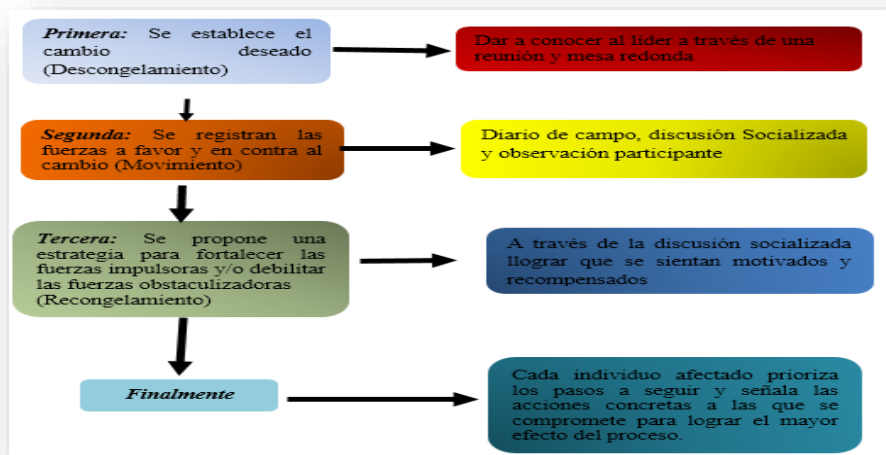 Primera: Se establece el
cambio deseado
(Descongelamiento)
Dar a conocer al líder a través de una
reunión y mesa redonda
Segunda: Se registran las
fuerzas a favor y en contra al
cambio (Movimiento)
Diario de campo, discusión Socializada
y observación participante
Tercera: Se propone una
estrategia para fortalecer las
fuerzas impulsoras y/o debilitar
las fuerzas obstaculizadoras
(Recongelamiento)
A través de la discusión socializada
llograr que se sientan motivados y
recompensados
Finalmente
Cada individuo afectado prioriza
los pasos a seguir y señala las
acciones concretas a las que se
compromete para lograr el mayor
efecto del proceso.